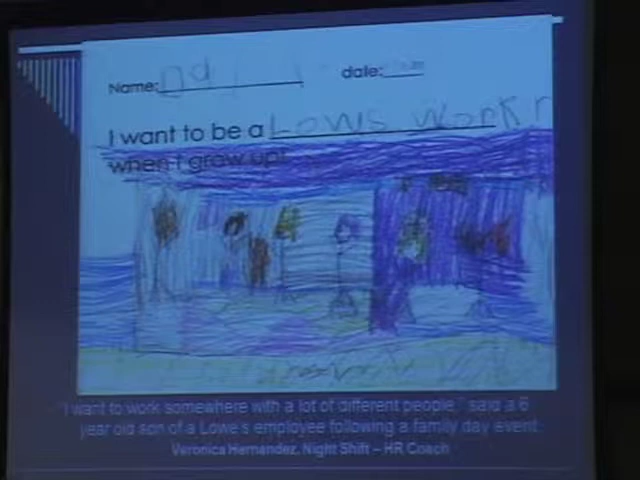 Name:
date:
I want to be a Lows workr
when I grow up!
"I want to work somewhere with a lot of different people," said a 6
year old son of a Lowe's employee following a family day event
Veronica Hernandez, Night Shift – HR Coach